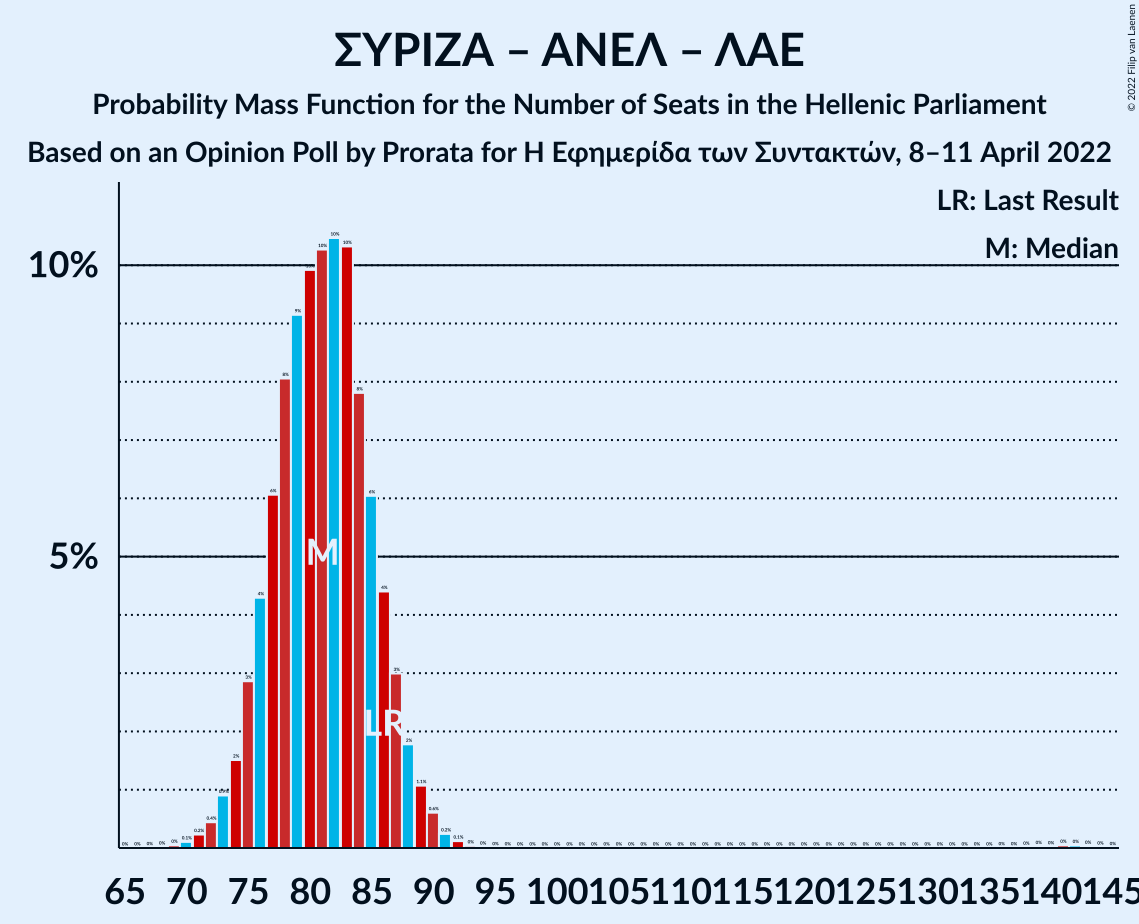 ΣΥΡΙΖΑ – ΑΝΕΛ – ΛΑΕ
Probability Mass Function for the Number of Seats in the Hellenic Parliament
Based on an Opinion Poll by Prorata for Η Εφημερίδα των Συντακτών, 8–11 April 2022
© 2022 Filip van Laenen
LR: Last Result
M: Median
10%
5%
M
LR
65 70 75 80 85 90 95 100 105 110 115 120 125 130 135 140 145